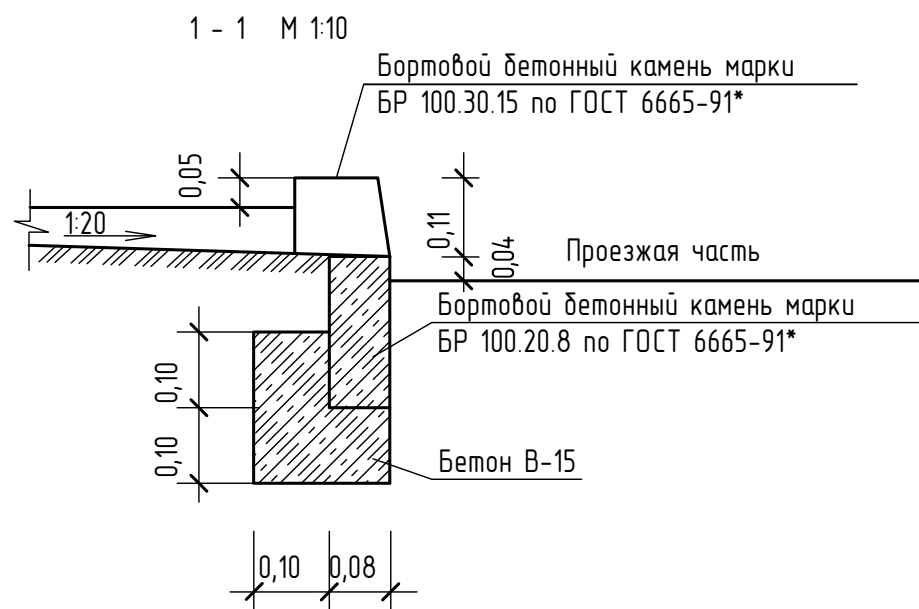 1 - 1 М 1:10
Бортовой бетонный камень марки
БР 100.30.15 по ГОСТ 6665-91*
0,05
1:20
0,11
0,04
Проезжая часть
Бортовой бетонный камень марки
БР 100.20.8 по ГОСТ 6665-91*
0,10
0,10
Бетон В-15
0,10
0,08